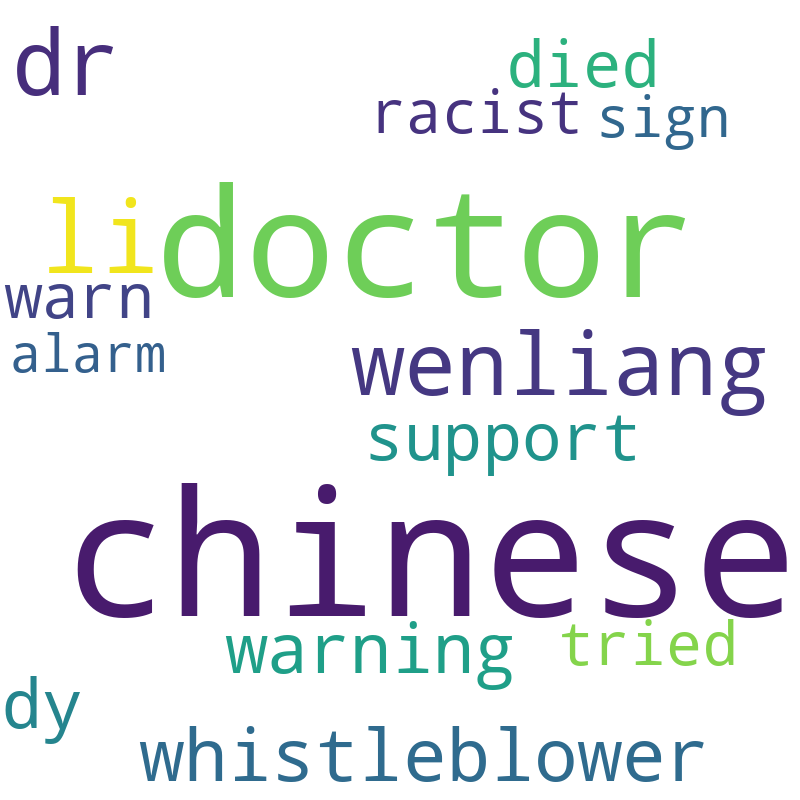 dr
died
racist sign
li doctor
warn
alarm
wenliang
support
chinese
warning tried
dy
whistleblower